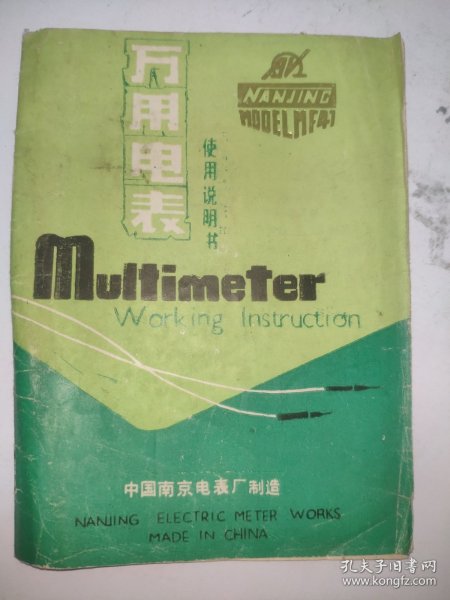 万用电表
使用说明书
NANJING
MODEL MF41
Multimeter
Working Instruction
中国南京电表厂制造
NANJING ELECTRIC METER WORKS
MADE IN CHINA
孔夫子旧书网
www.kongfz.com